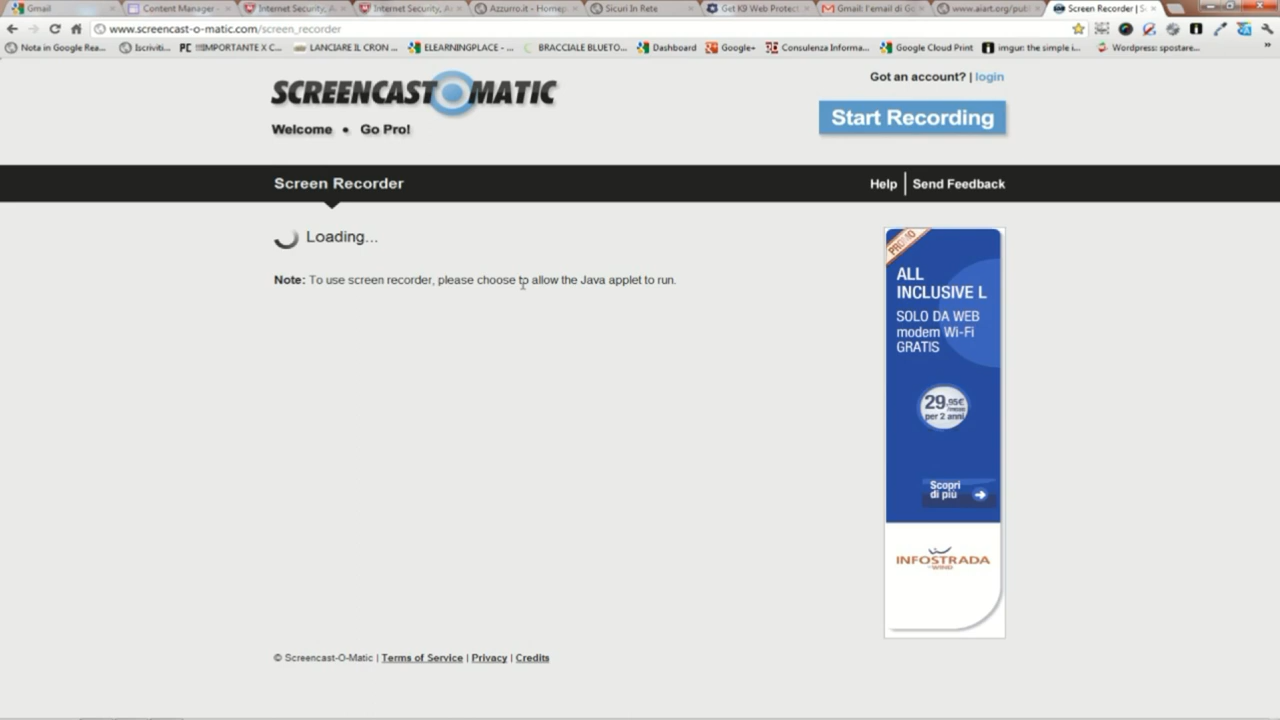 Gmail
Content Manager -
Internet Security, A
Internet Security, A
Azzurro.it - Homep
Sicuri In Rete
Get K9 Web Protect
Gmail: l'email di Go
www.aiart.org/pub
Screen Recorder | S
www.screencast-o-matic.com/screen_recorder
Nota in Google Rea...
Iscriviti...
!!!IMPORTANTE X C...
LANCIARE IL CRON ...
ELEARNINGPLACE - ...
BRACCIALE BLUETO...
Dashboard
Google+
Consulenza Informa...
Google Cloud Print
imgur: the simple i...
Wordpress: spostare...
SCREENCAST O MATIC
Got an account? | login
Start Recording
Welcome • Go Pro!
Screen Recorder
Help | Send Feedback
Loading...
Note: To use screen recorder, please choose to allow the Java applet to run.
PROMO
ALL
INCLUSIVE L
SOLO DA WEB
modem Wi-Fi
GRATIS
29,95€
per 2 anni
Scopri
di più
INFOSTRADA
WIND
© Screencast-O-Matic | Terms of Service | Privacy | Credits